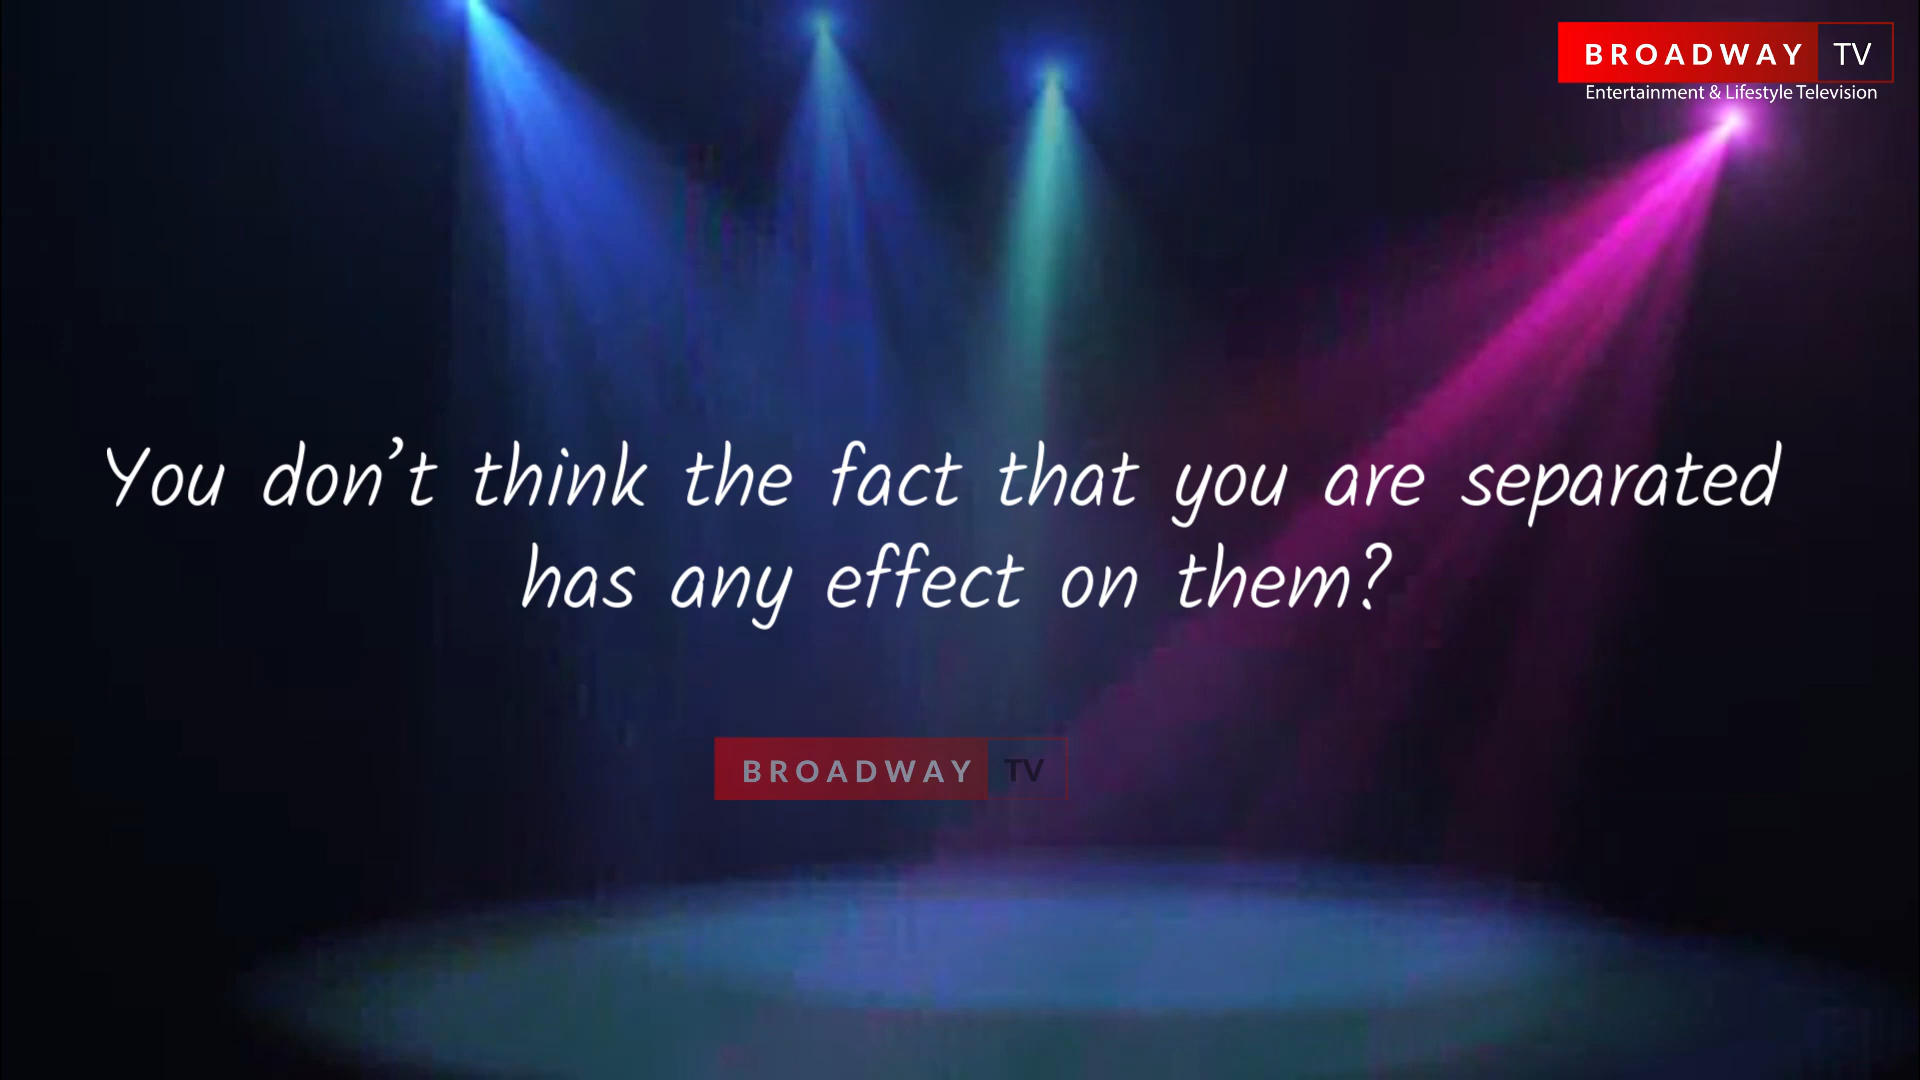 BROADWAY TV
Entertainment & Lifestyle Television
You don't think the fact that you are separated
has any effect on them?
BROADWAY TV